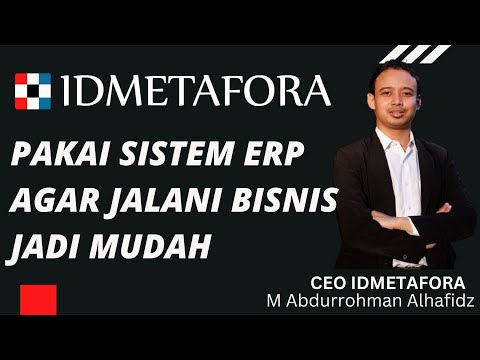 IDMETAFORA
PAKAI SISTEM ERP
AGAR JALANI BISNIS
JADI MUDAH
CEO IDMETAFORA
M Abdurrohman Alhafidz